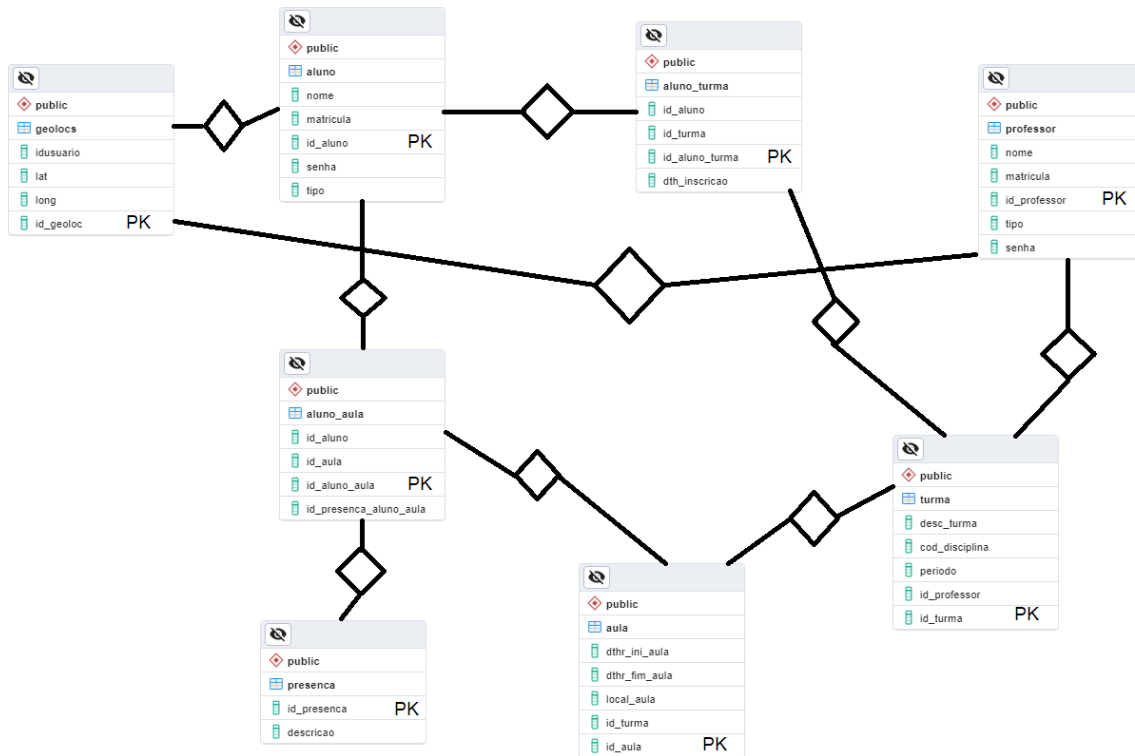 public
geolocs
idusuario
lat
long
id_geoloc PK
public
aluno
nome
matricula
id_aluno PK
senha
tipo
public
aluno_turma
id_aluno
id_turma
id_aluno_turma PK
dth_inscricao
public
professor
nome
matricula
id_professor PK
tipo
senha
public
aluno_aula
id_aluno
id_aula
id_aluno_aula PK
id_presenca_aluno_aula
public
turma
desc_turma
cod_disciplina
periodo
id_professor
id_turma PK
public
presenca
id_presenca PK
descricao
public
aula
dthr_ini_aula
dthr_fim_aula
local_aula
id_turma
id_aula PK